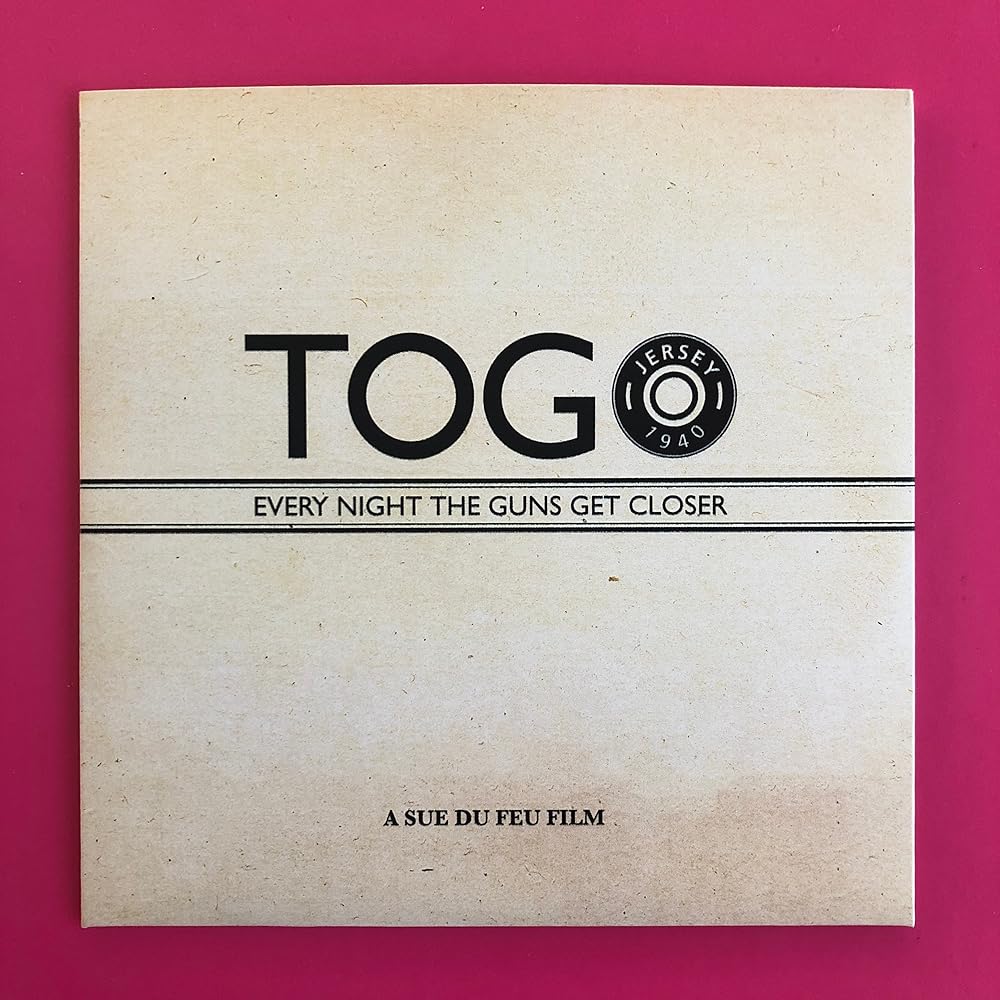 TOGO
JERSEY
1940
EVERY NIGHT THE GUNS GET CLOSER
A SUE DU FEU FILM